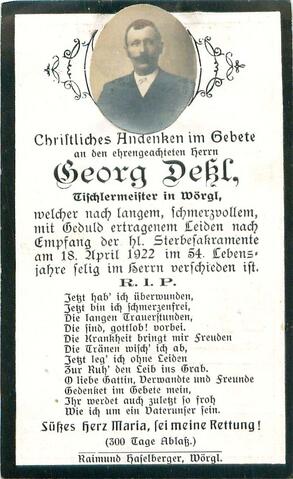 Christliches Andenken im Gebete
an den ehrengeachteten Herrn
Georg Deßl,
Tischlermeister in Wörgl,
welcher nach langem, schmerzvollem,
mit Geduld ertragenem Leiden nach
Empfang der hl. Sterbesakramente
am 18. April 1922 im 54. Lebens-
jahre selig im Herrn verschieden ist.
R. I. P.
Jetzt hab' ich überwunden,
Jetzt bin ich schmerzenfrei,
Die langen Trauerstunden,
Die sind, gottlob! vorbei.
Die Krankheit bringt mir Freuden
Die Tränen wisch' ich ab,
Jetzt leg' ich ohne Leiden
Zur Ruh' den Leib ins Grab.
O liebe Gattin, Verwandte und Freunde
Gedenket im Gebete mein,
Ihr werdet auch zuletzt so froh
Wie ich um ein Vaterunser sein.
Süßes Herz Maria, sei meine Rettung!
(300 Tage Ablaß.)
Raimund Haselberger, Wörgl.